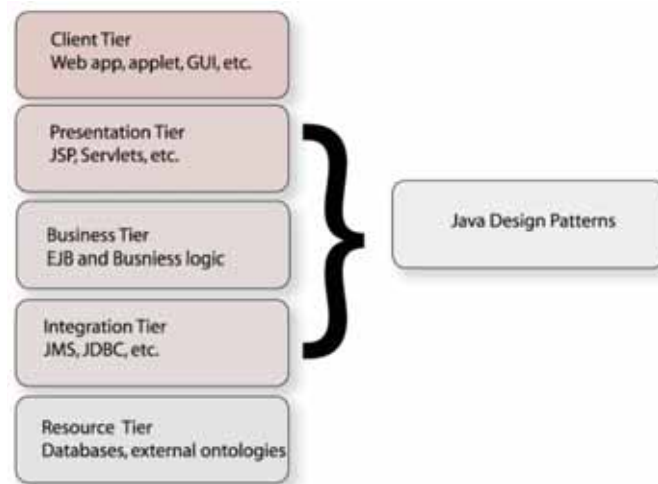 Client Tier
Web app, applet, GUI, etc.
Presentation Tier
JSP, Servlets, etc.
Business Tier
EJB and Busniess logic
Integration Tier
JMS, JDBC, etc.
Resource Tier
Databases, external ontologies
Java Design Patterns